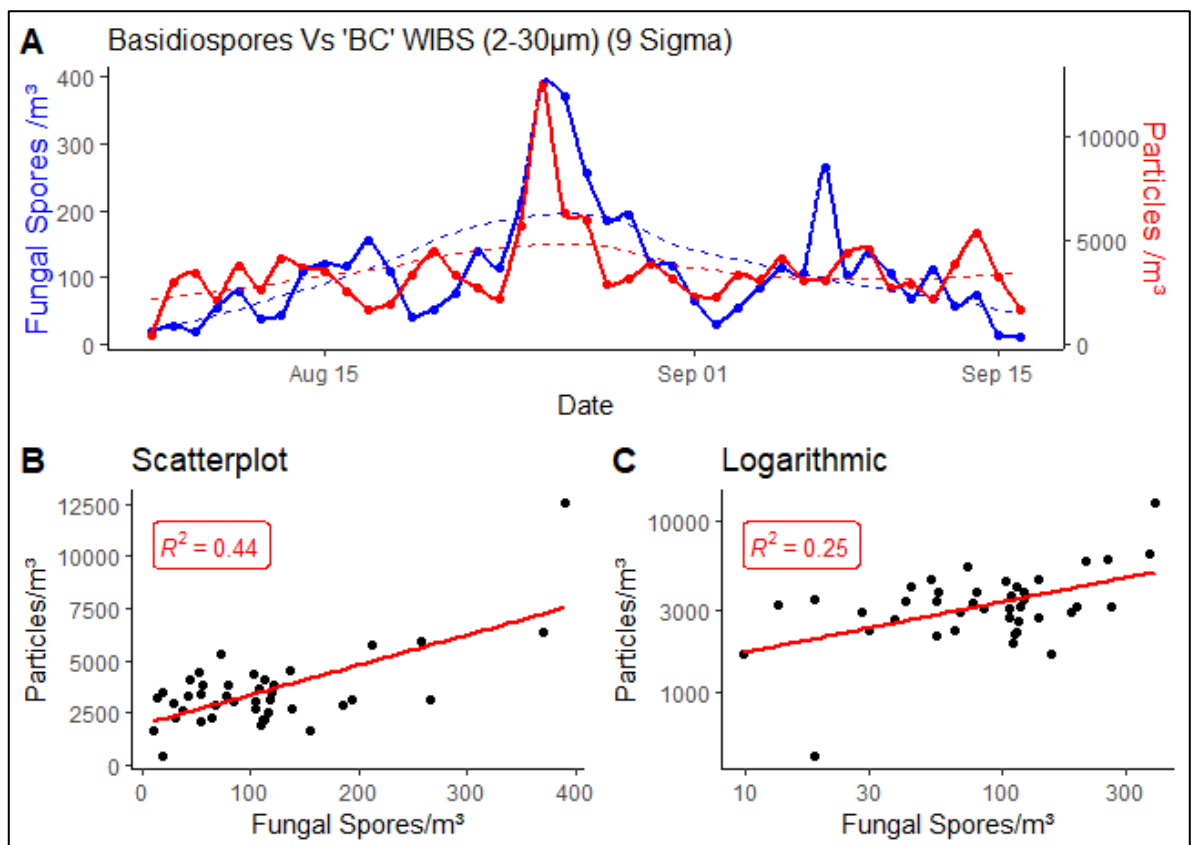 A Basidiospores Vs 'BC' WIBS (2-30µm) (9 Sigma)
Fungal Spores /m³
400
300
200
100
0
Particles /m³
10000
5000
0
Aug 15 Sep 01 Sep 15
Date
B Scatterplot
Particles/m³
12500
10000
7500
5000
2500
0
R² = 0.44
0 100 200 300 400
Fungal Spores/m³
C Logarithmic
Particles/m³
10000
3000
1000
R² = 0.25
10 30 100 300
Fungal Spores/m³